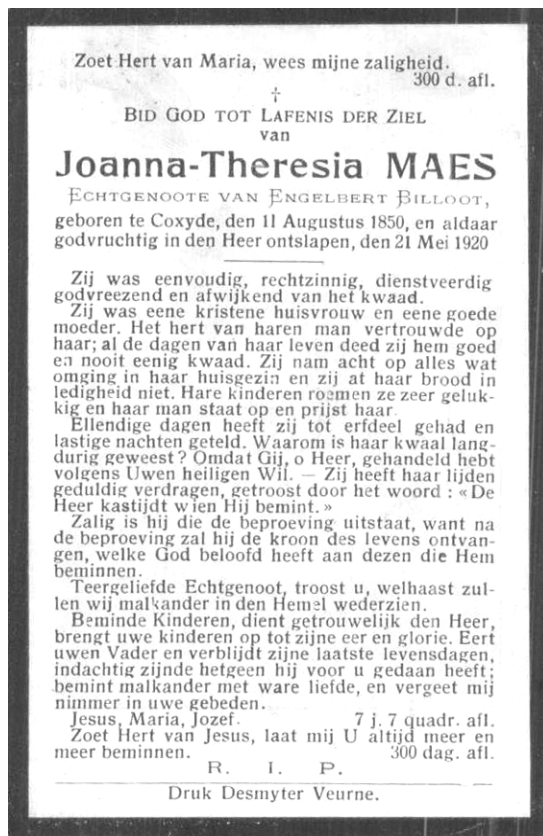 Zoet Hert van Maria, wees mijne zaligheid.
300 d. afl.
†
BID GOD TOT LAFENIS DER ZIEL
van
Joanna-Theresia MAES
ECHTGENOOTE VAN ENGELBERT BILLOOT,
geboren te Coxyde, den 11 Augustus 1850, en aldaar
godvruchtig in den Heer ontslapen, den 21 Mei 1920
Zij was eenvoudig, rechtzinnig, dienstveerdig
godvreezend en afwijkend van het kwaad.
Zij was eene kristene huisvrouw en eene goede
moeder. Het hert van haren man vertrouwde op
haar; al de dagen van haar leven deed zij hem goed
en nooit eenig kwaad. Zij nam acht op alles wat
omging in haar huisgezin en zij at haar brood in
ledigheid niet. Hare kinderen roemen ze zeer geluk-
kig en haar man staat op en prijst haar.
Ellendige dagen heeft zij tot erfdeel gehad en
lastige nachten geteld. Waarom is haar kwaal lang-
durig geweest? Omdat Gij, o Heer, gehandeld hebt
volgens Uwen heiligen Wil. — Zij heeft haar lijden
geduldig verdragen, getroost door het woord : « De
Heer kastijdt wien Hij bemint. »
Zalig is hij die de beproeving uitstaat, want na
de beproeving zal hij de kroon des levens ontvan-
gen, welke God beloofd heeft aan dezen die Hem
beminnen.
Teergeliefde Echtgenoot, troost u, welhaast zul-
len wij malkander in den Hemel wederzien.
Beminde Kinderen, dient getrouwelijk den Heer,
brengt uwe kinderen op tot zijne eer en glorie. Eert
uwen Vader en verblijdt zijne laatste levensdagen,
indachtig zijnde hetgeen hij voor u gedaan heeft;
bemint malkander met ware liefde, en vergeet mij
nimmer in uwe gebeden.
Jesus, Maria, Jozef. 7 j. 7 quadr. afl.
Zoet Hert van Jesus, laat mij U altijd meer en
meer beminnen. 300 dag. afl.
R. I. P.
Druk Desmyter Veurne.